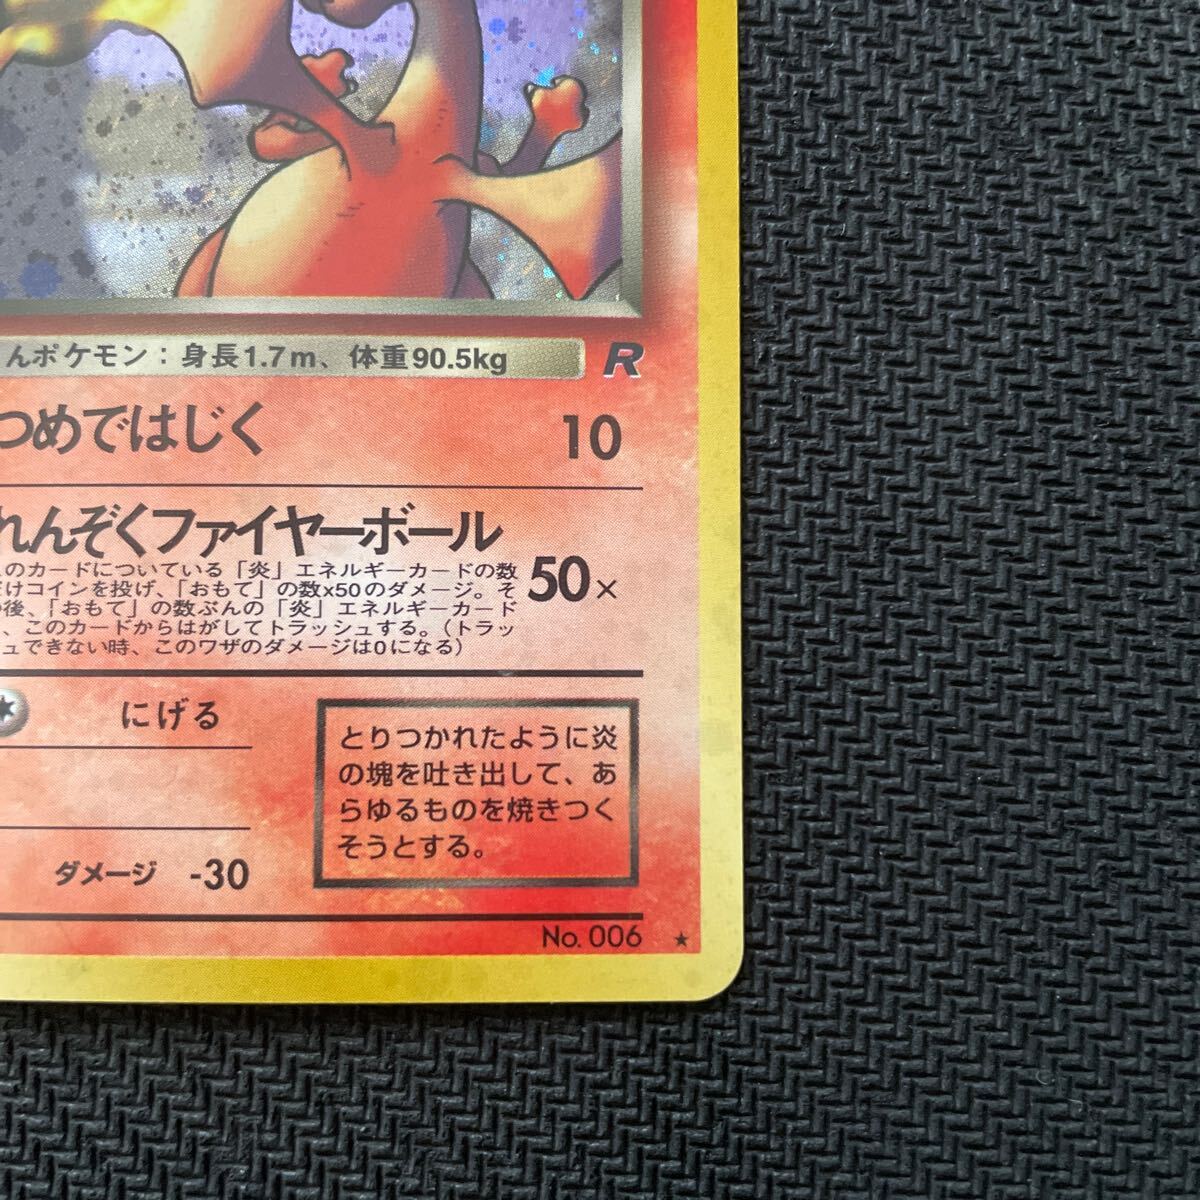 んポケモン：身長1.7m、体重90.5kg
R
つめではじく 10
れんぞくファイヤーボール
のカードについている「炎」エネルギーカードの数
けコインを投げ、「おもて」の数x50のダメージ。そ
後、「おもて」の数ぶんの「炎」エネルギーカード
、このカードからはがしてトラッシュする。（トラッ
ュできない時、このワザのダメージは0になる）
50×
にげる
とりつかれたように炎
の塊を吐き出して、あ
らゆるものを焼きつく
そうとする。
ダメージ -30
No. 006 ★